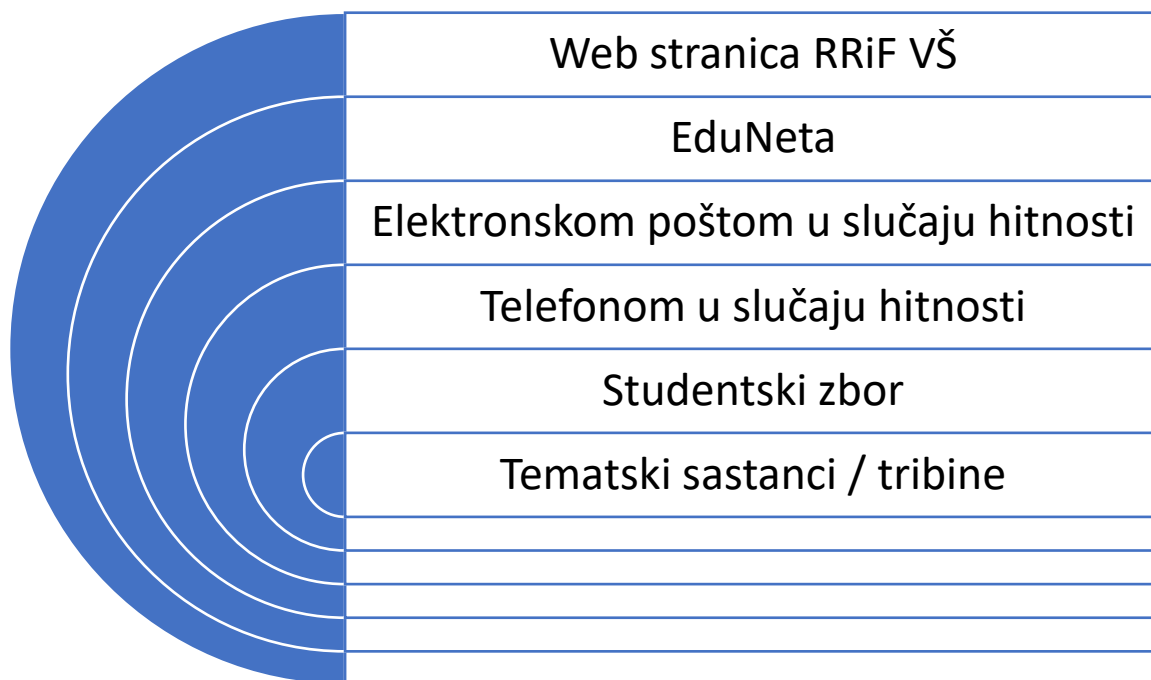 Web stranica RRiF VŠ
EduNeta
Elektronskom poštom u slučaju hitnosti
Telefonom u slučaju hitnosti
Studentski zbor
Tematski sastanci / tribine